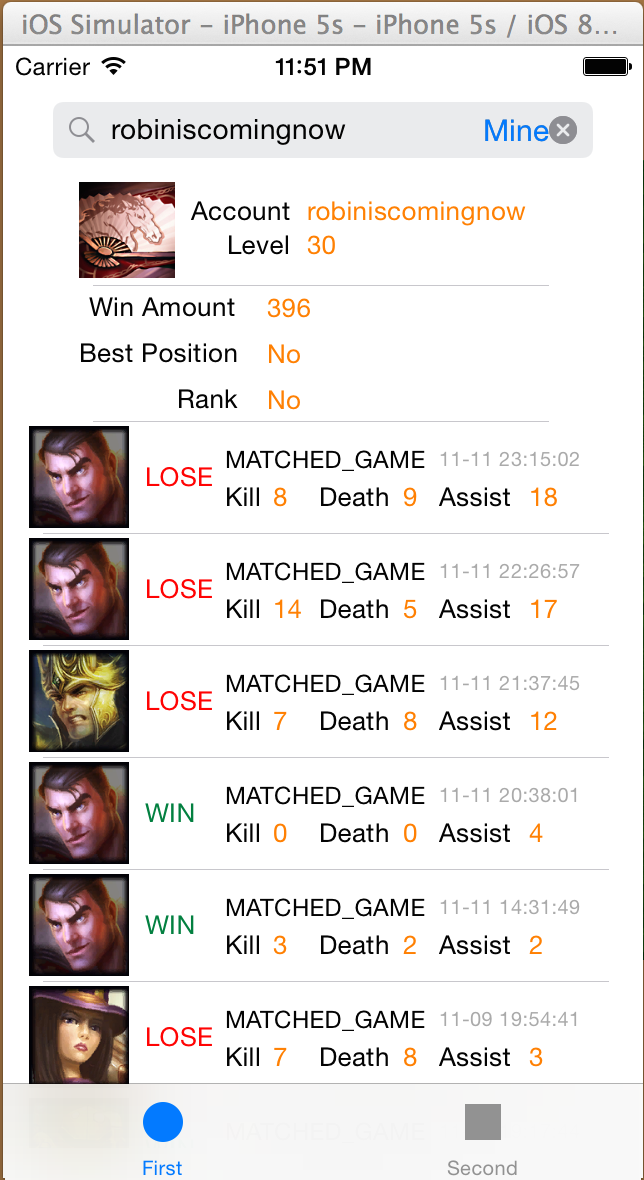 iOS Simulator – iPhone 5s – iPhone 5s / iOS 8...
Carrier 11:51 PM
robiniscomingnow Mine
Account robiniscomingnow
Level 30
Win Amount 396
Best Position No
Rank No
LOSE MATCHED_GAME 11-11 23:15:02
Kill 8 Death 9 Assist 18
LOSE MATCHED_GAME 11-11 22:26:57
Kill 14 Death 5 Assist 17
LOSE MATCHED_GAME 11-11 21:37:45
Kill 7 Death 8 Assist 12
WIN MATCHED_GAME 11-11 20:38:01
Kill 0 Death 0 Assist 4
WIN MATCHED_GAME 11-11 14:31:49
Kill 3 Death 2 Assist 2
LOSE MATCHED_GAME 11-09 19:54:41
Kill 7 Death 8 Assist 3
MATCHED_GAME
First Second